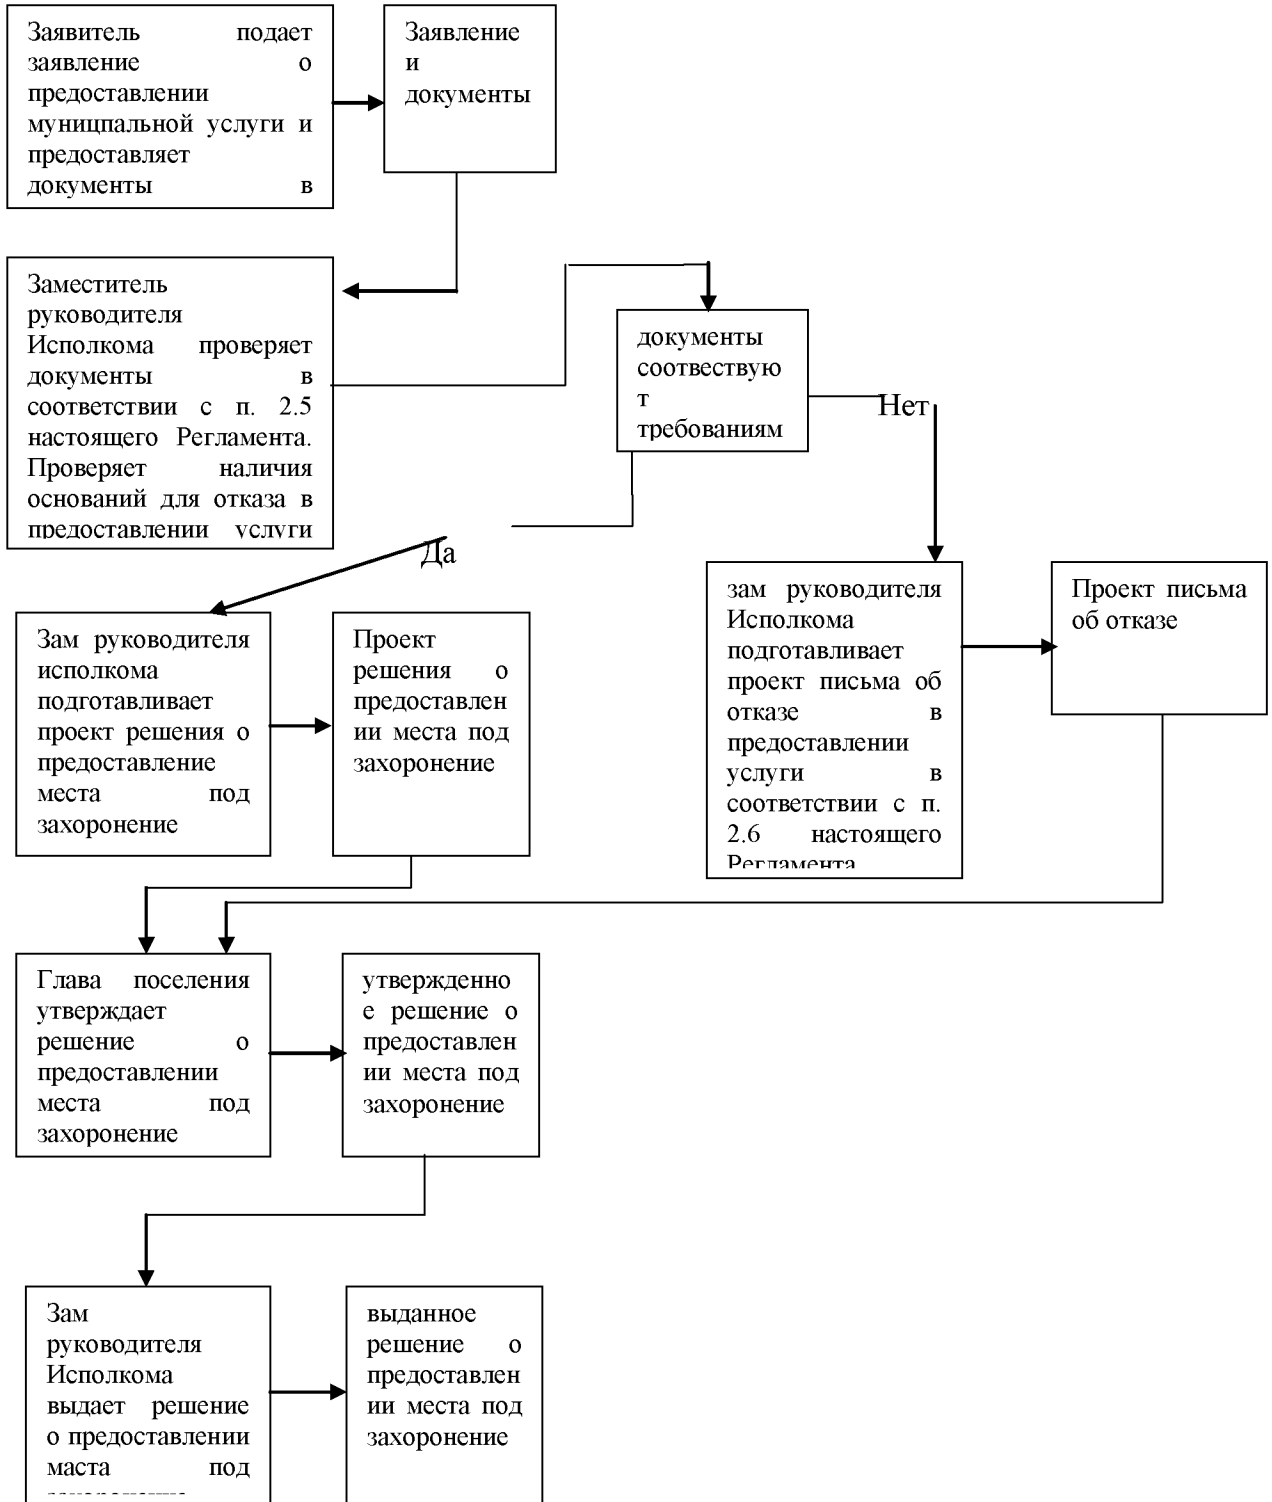 Заявитель подает
заявление о
предоставлении
муниципальной услуги и
предоставляет
документы в
Заявление
и
документы
Заместитель
руководителя
Исполкома проверяет
документы в
соответствии с п. 2.5
настоящего Регламента.
Проверяет наличия
оснований для отказа в
предоставлении услуги
документы
соотвествую
т
требованиям
Нет
Да
Зам руководителя
исполкома
подготавливает
проект решения о
предоставление
места под
захоронение
Проект
решения о
предоставлен
ии места под
захоронение
зам руководителя
Исполкома
подготавливает
проект письма об
отказе в
предоставлении
услуги в
соответствии с п.
2.6 настоящего
Регламента
Проект письма
об отказе
Глава поселения
утверждает
решение о
предоставлении
места под
захоронение
утвержденно
е решение о
предоставлен
ии места под
захоронение
Зам
руководителя
Исполкома
выдает решение
о предоставлении
маста под
выданное
решение о
предоставлен
ии места под
захоронение